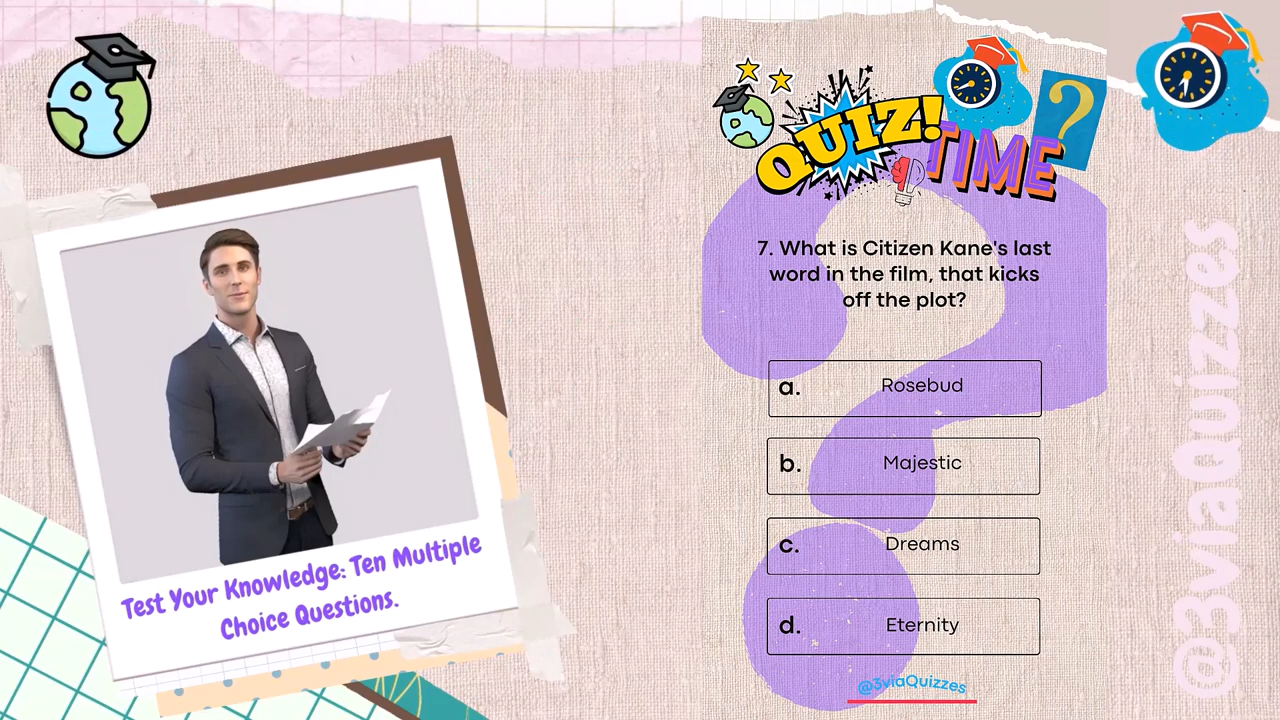 Test Your Knowledge: Ten Multiple
Choice Questions.
QUIZ!
TIME
?
7. What is Citizen Kane's last
word in the film, that kicks
off the plot?
a. Rosebud
b. Majestic
c. Dreams
d. Eternity
@3viaQuizzes
@3viaQuizzes